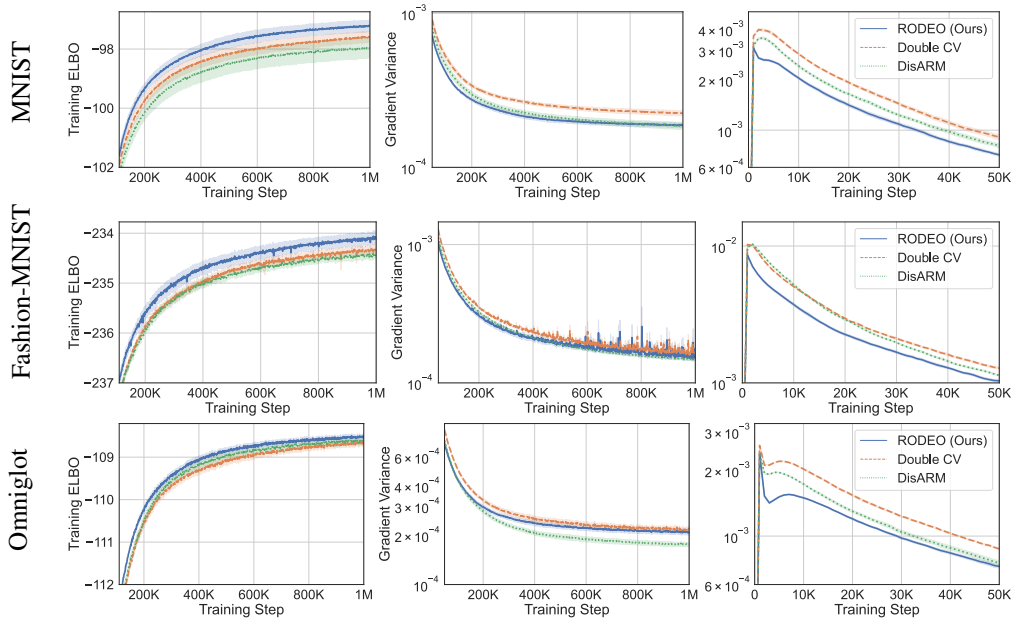 MNIST
Training ELBO
−98
−100
−102
200K 400K 600K 800K 1M
Training Step
Gradient Variance
10⁻³
10⁻⁴
200K 400K 600K 800K 1M
Training Step
4 × 10⁻³
3 × 10⁻³
2 × 10⁻³
10⁻³
6 × 10⁻⁴
RODEO (Ours)
Double CV
DisARM
0 10K 20K 30K 40K 50K
Training Step
Fashion-MNIST
Training ELBO
−234
−235
−236
−237
200K 400K 600K 800K 1M
Training Step
Gradient Variance
10⁻³
10⁻⁴
200K 400K 600K 800K 1M
Training Step
10⁻²
10⁻³
RODEO (Ours)
Double CV
DisARM
0 10K 20K 30K 40K 50K
Training Step
Omniglot
Training ELBO
−109
−110
−111
−112
200K 400K 600K 800K 1M
Training Step
Gradient Variance
6 × 10⁻⁴
4 × 10⁻⁴
3 × 10⁻⁴
2 × 10⁻⁴
10⁻⁴
200K 400K 600K 800K 1M
Training Step
3 × 10⁻³
2 × 10⁻³
10⁻³
6 × 10⁻⁴
RODEO (Ours)
Double CV
DisARM
0 10K 20K 30K 40K 50K
Training Step